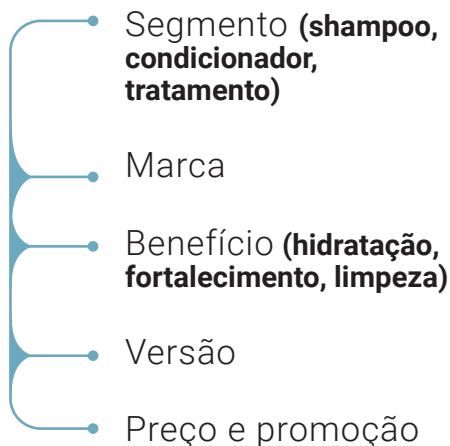 Segmento (shampoo,
condicionador,
tratamento)
Marca
Benefício (hidratação,
fortalecimento, limpeza)
Versão
Preço e promoção